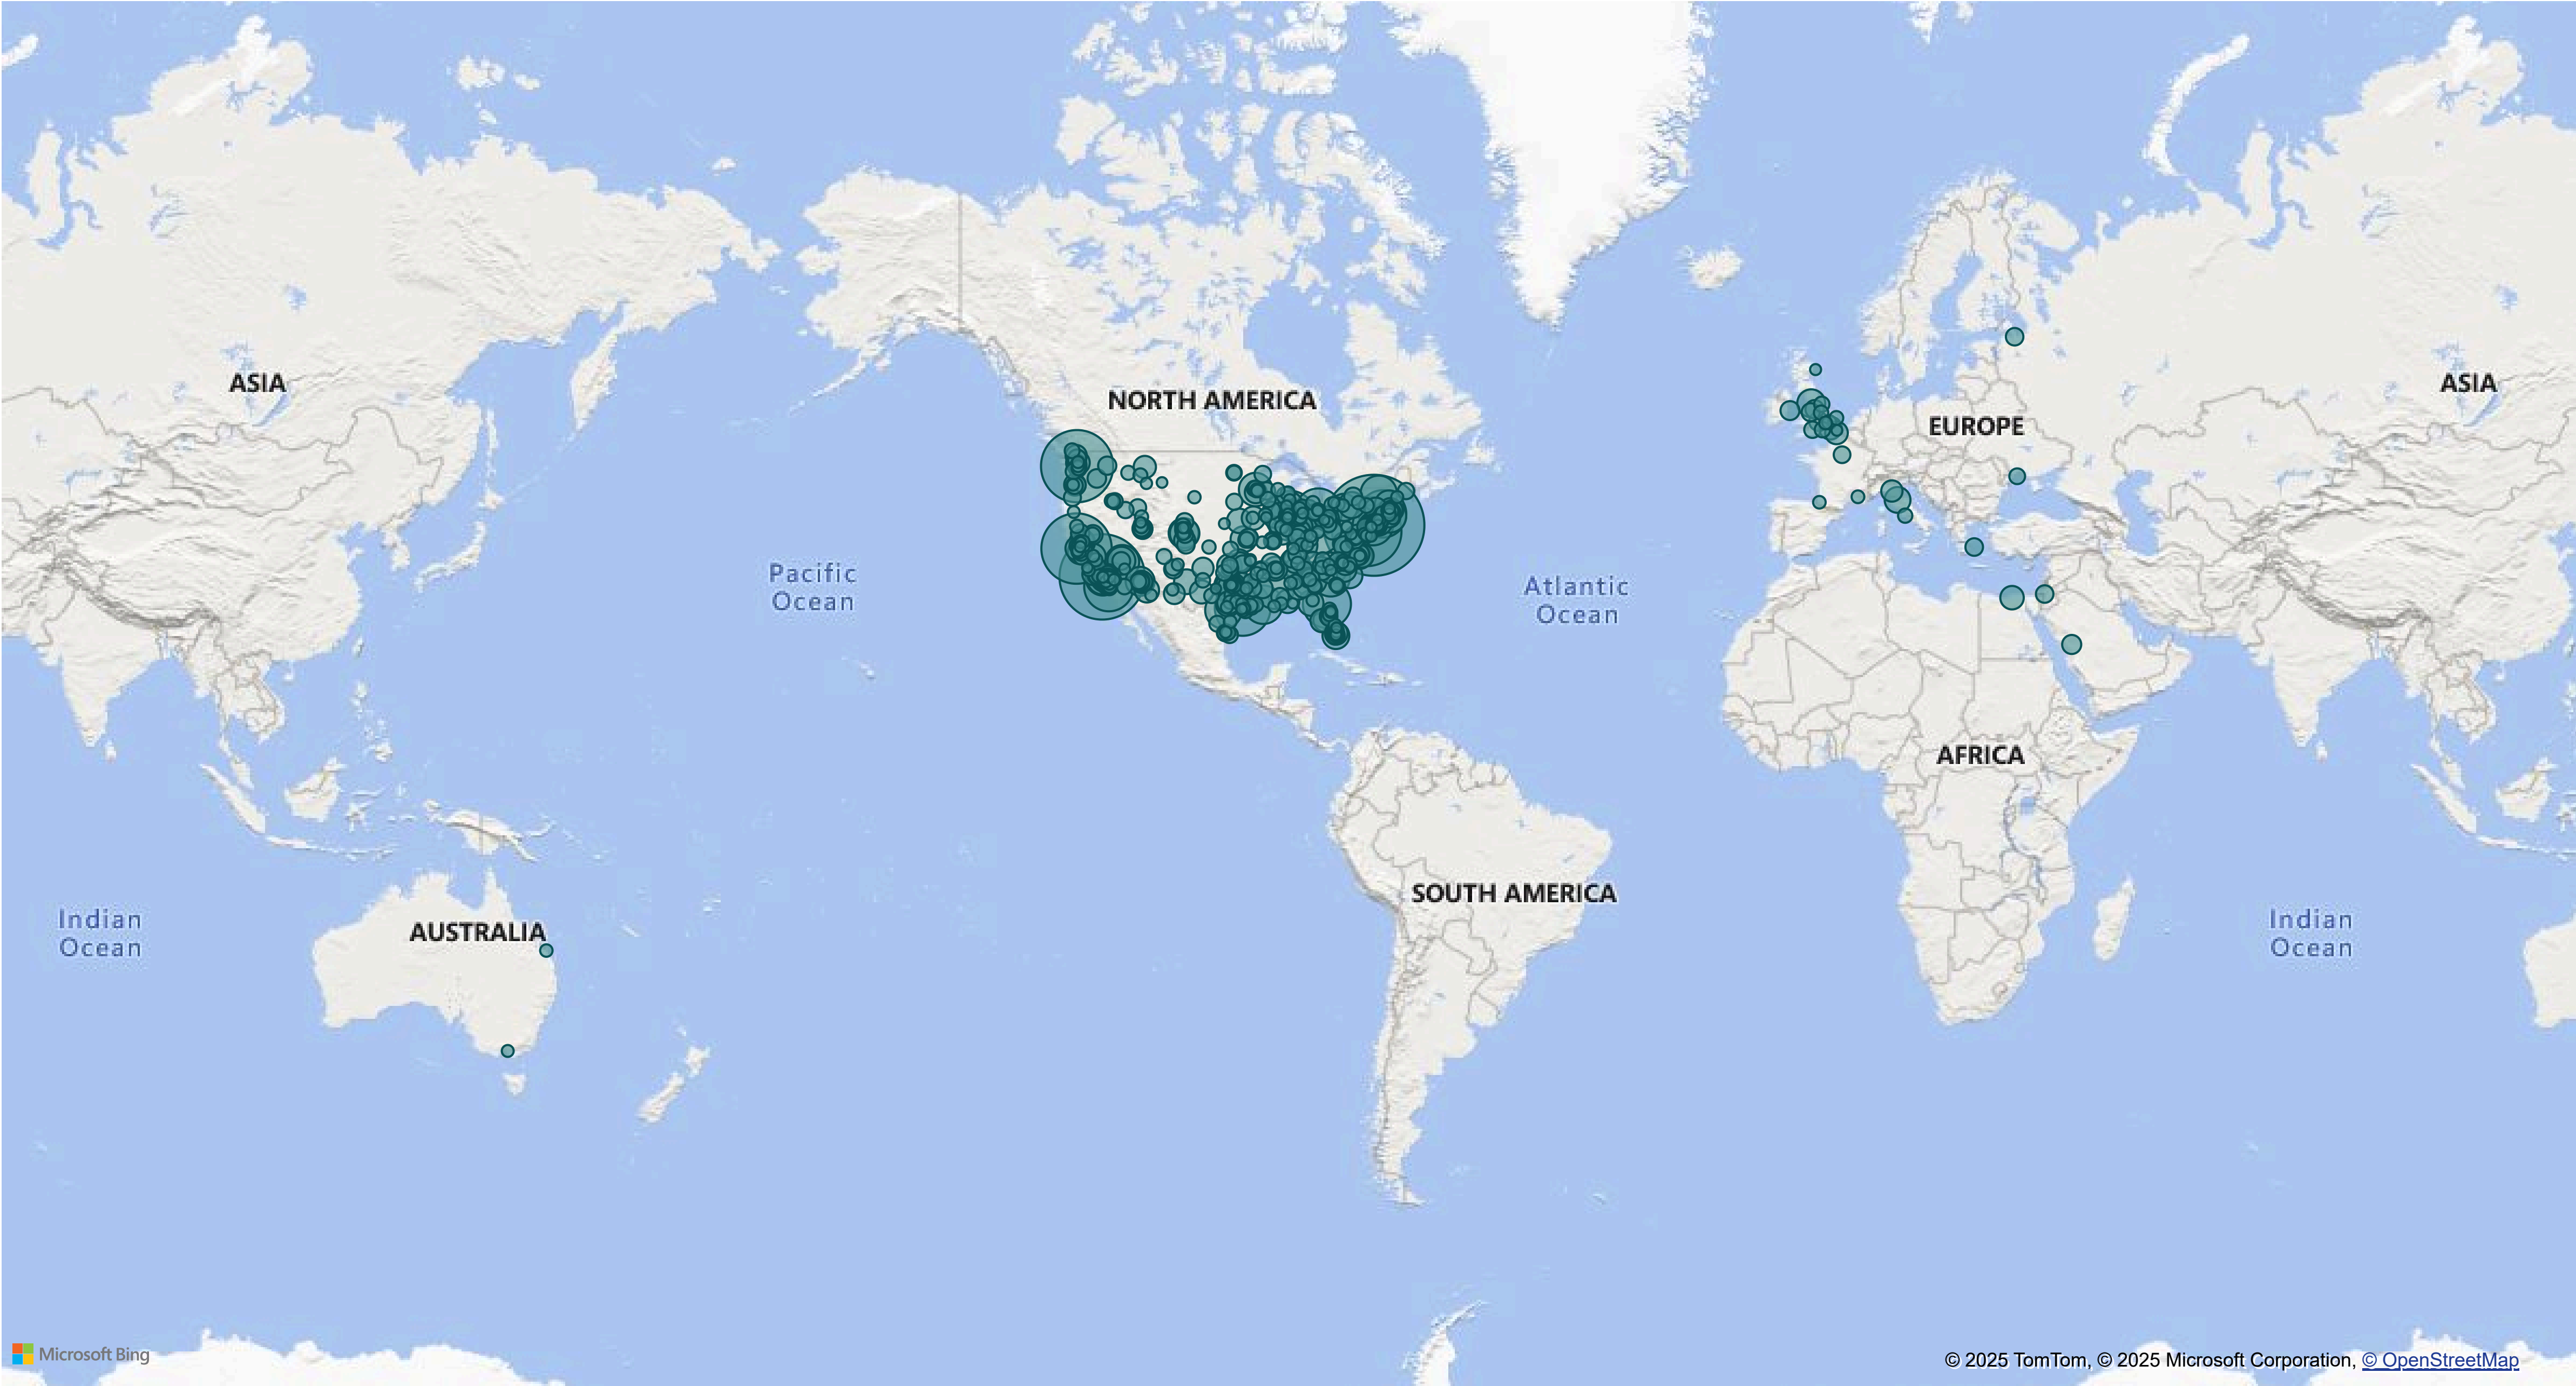 ASIA
NORTH AMERICA
EUROPE
ASIA
Pacific
Ocean
Atlantic
Ocean
AFRICA
SOUTH AMERICA
Indian
Ocean
AUSTRALIA
Indian
Ocean
Microsoft Bing
© 2025 TomTom, © 2025 Microsoft Corporation, © OpenStreetMap